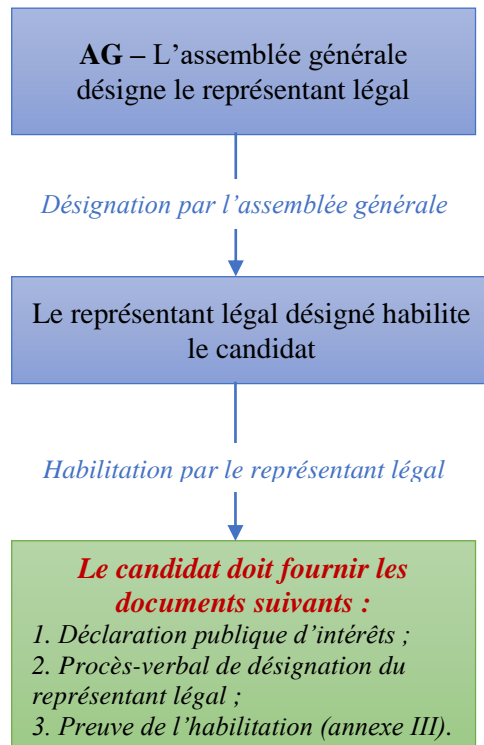 AG – L’assemblée générale
désigne le représentant légal
Désignation par l’assemblée générale
Le représentant légal désigné habilite
le candidat
Habilitation par le représentant légal
Le candidat doit fournir les
documents suivants :
1. Déclaration publique d’intérêts ;
2. Procès-verbal de désignation du
représentant légal ;
3. Preuve de l’habilitation (annexe III).